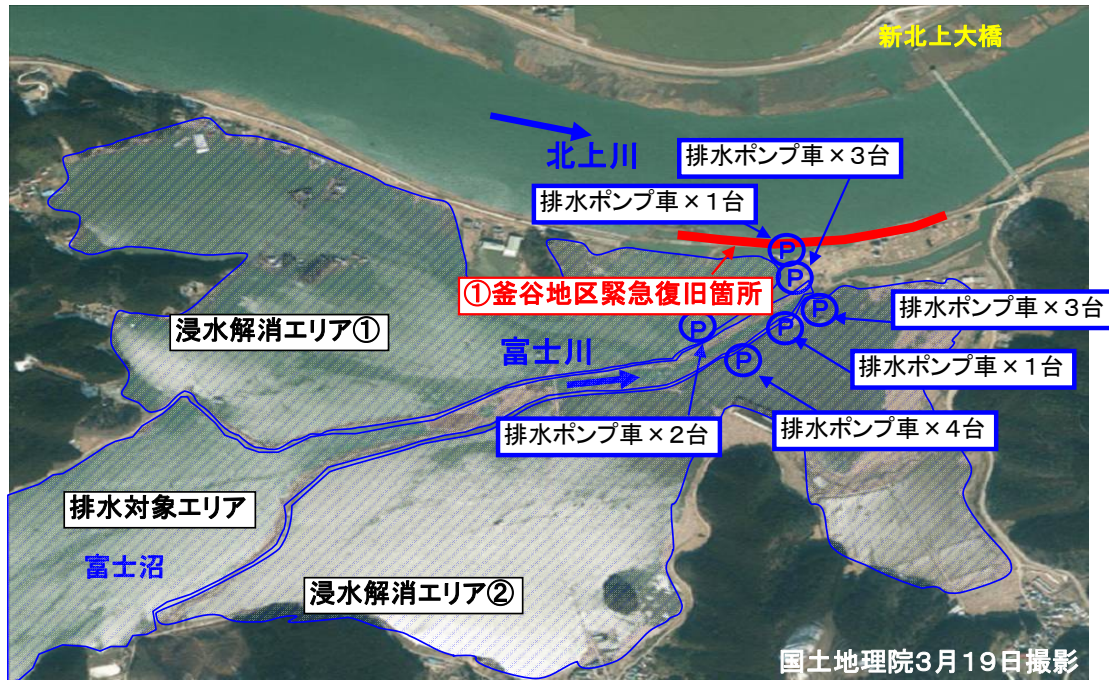 新北上大橋
北上川
排水ポンプ車×3台
排水ポンプ車×1台
P
P
①釜谷地区緊急復旧箇所
排水ポンプ車×3台
P
浸水解消エリア①
P
P
富士川
P
排水ポンプ車×1台
排水ポンプ車×2台
排水ポンプ車×4台
排水対象エリア
富士沼
浸水解消エリア②
国土地理院3月19日撮影